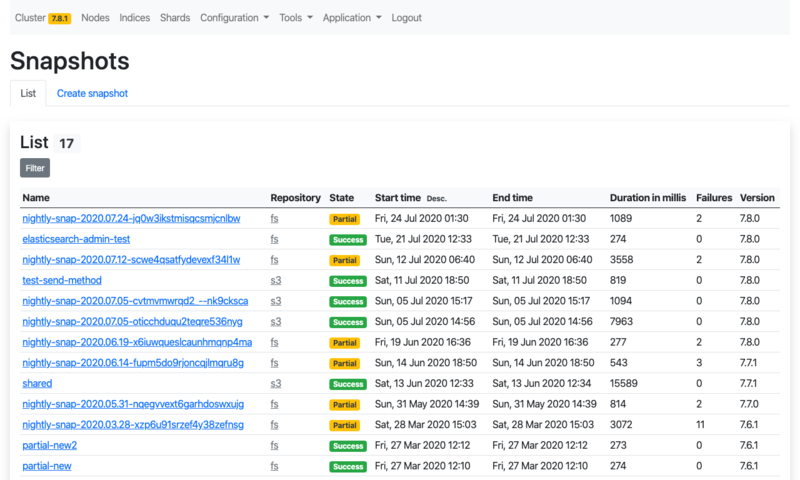 Cluster 7.8.1 Nodes Indices Shards Configuration Tools Application Logout
Snapshots
List Create snapshot
List 17
Filter
Name Repository State Start time Desc. End time Duration in millis Failures Version
nightly-snap-2020.07.24-jq0w3ikstmisqcsmjcnlbw fs Partial Fri, 24 Jul 2020 01:30 Fri, 24 Jul 2020 01:30 1089 2 7.8.0
elasticsearch-admin-test fs Success Tue, 21 Jul 2020 12:33 Tue, 21 Jul 2020 12:33 274 0 7.8.0
nightly-snap-2020.07.12-scwe4qsatfydevexf34l1w fs Partial Sun, 12 Jul 2020 06:40 Sun, 12 Jul 2020 06:40 3558 2 7.8.0
test-send-method s3 Success Sat, 11 Jul 2020 18:50 Sat, 11 Jul 2020 18:50 819 0 7.8.0
nightly-snap-2020.07.05-cvtmvmwrqd2_--nk9cksca s3 Success Sun, 05 Jul 2020 15:17 Sun, 05 Jul 2020 15:17 1094 0 7.8.0
nightly-snap-2020.07.05-oticchduqu2teqre536nyg s3 Success Sun, 05 Jul 2020 14:56 Sun, 05 Jul 2020 14:56 7963 0 7.8.0
nightly-snap-2020.06.19-x6iuwqueslcaunhmqnp4ma fs Partial Fri, 19 Jun 2020 16:36 Fri, 19 Jun 2020 16:36 277 2 7.8.0
nightly-snap-2020.06.14-fupm5do9rjoncqjlmqru8g fs Partial Sun, 14 Jun 2020 18:50 Sun, 14 Jun 2020 18:50 543 3 7.7.1
shared s3 Success Sat, 13 Jun 2020 12:33 Sat, 13 Jun 2020 12:34 15589 0 7.7.1
nightly-snap-2020.05.31-nqegvvext6garhdoswxujg fs Partial Sun, 31 May 2020 14:39 Sun, 31 May 2020 14:39 814 2 7.7.0
nightly-snap-2020.03.28-xzp6u91srzef4y38zefnsg fs Partial Sat, 28 Mar 2020 15:03 Sat, 28 Mar 2020 15:03 3072 11 7.6.1
partial-new2 fs Success Fri, 27 Mar 2020 12:12 Fri, 27 Mar 2020 12:12 273 0 7.6.1
partial-new fs Success Fri, 27 Mar 2020 12:10 Fri, 27 Mar 2020 12:10 274 0 7.6.1